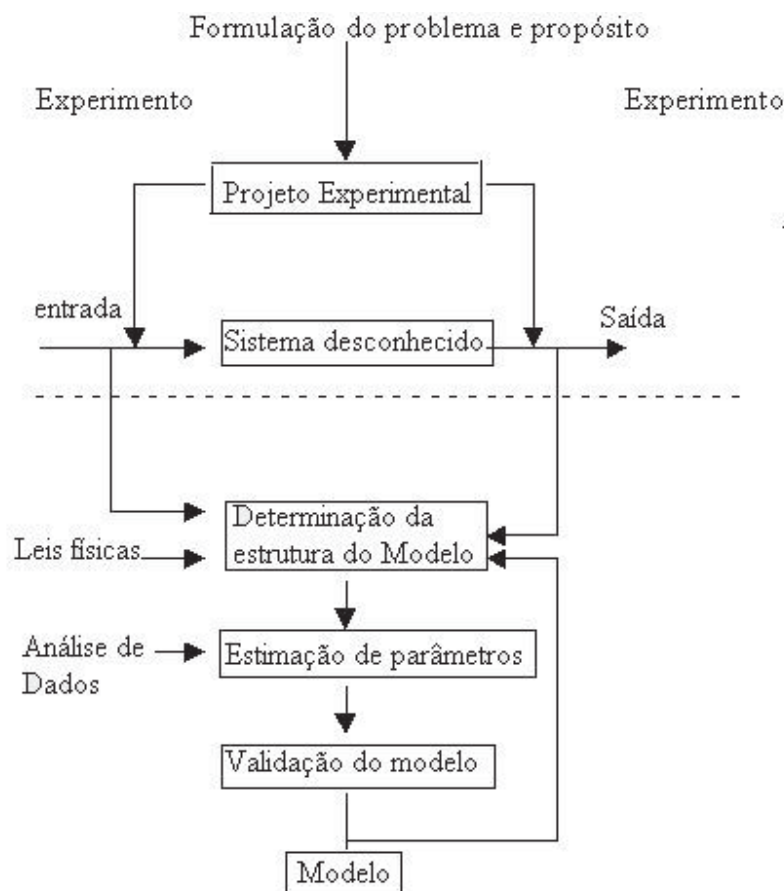 Formulação do problema e propósito
Experimento
Experimento
Projeto Experimental
entrada
Sistema desconhecido
Saída
Determinação da
estrutura do Modelo
Leis físicas
Análise de
Dados
Estimação de parâmetros
Validação do modelo
Modelo